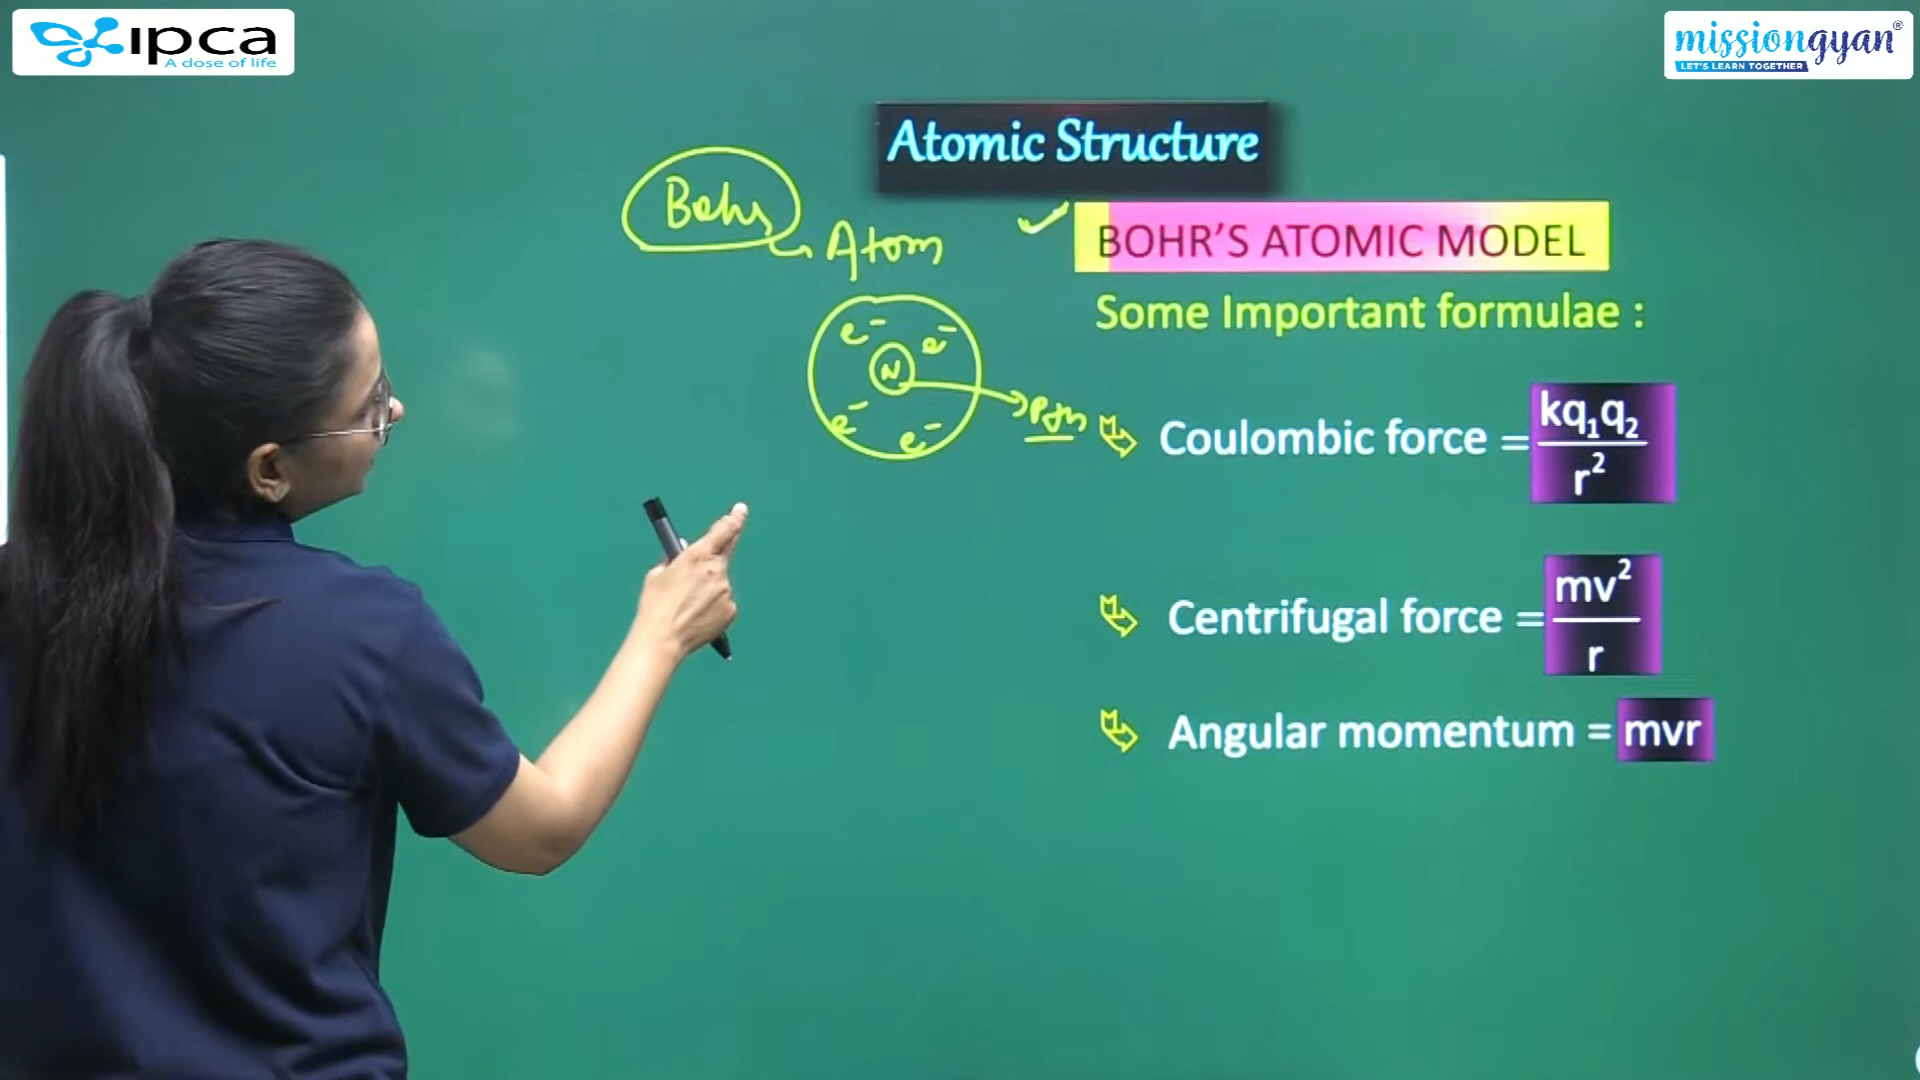 ipca
A dose of life
missiongyan®
LET'S LEARN TOGETHER
Atomic Structure
Bohr
Atom
BOHR'S ATOMIC MODEL
Some Important formulae :
e⁻ e⁻
N
e⁻ e⁻
Coulombic force = kq₁q₂ / r²
Centrifugal force = mv² / r
Angular momentum = mvr